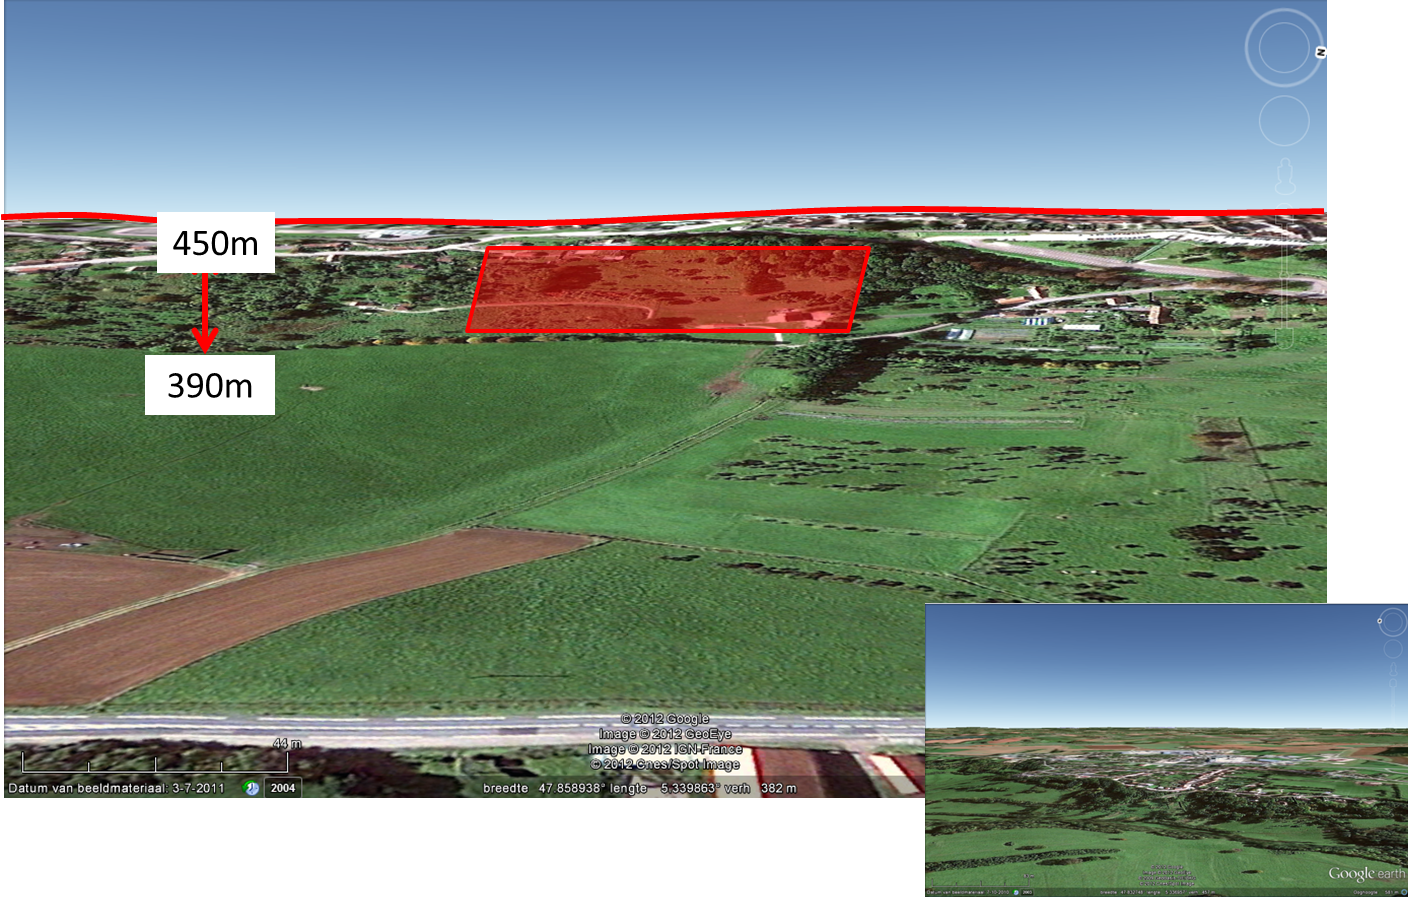 N
450m
390m
© 2012 Google
Image © 2012 GeoEye
Image © 2012 IGN-France
© 2012 Cnes/Spot Image
44 m
Datum van beeldmateriaal: 3-7-2011
2004
breedte 47.858938° lengte 5.339863° verh 382 m
Google earth